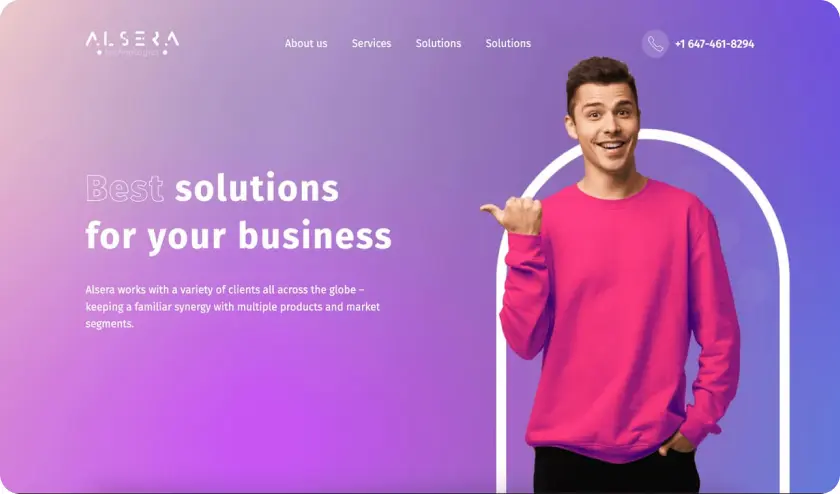 ALSERA
technologies
About us
Services
Solutions
Solutions
+1 647-461-8294
Best solutions
for your business
Alsera works with a variety of clients all across the globe –
keeping a familiar synergy with multiple products and market
segments.